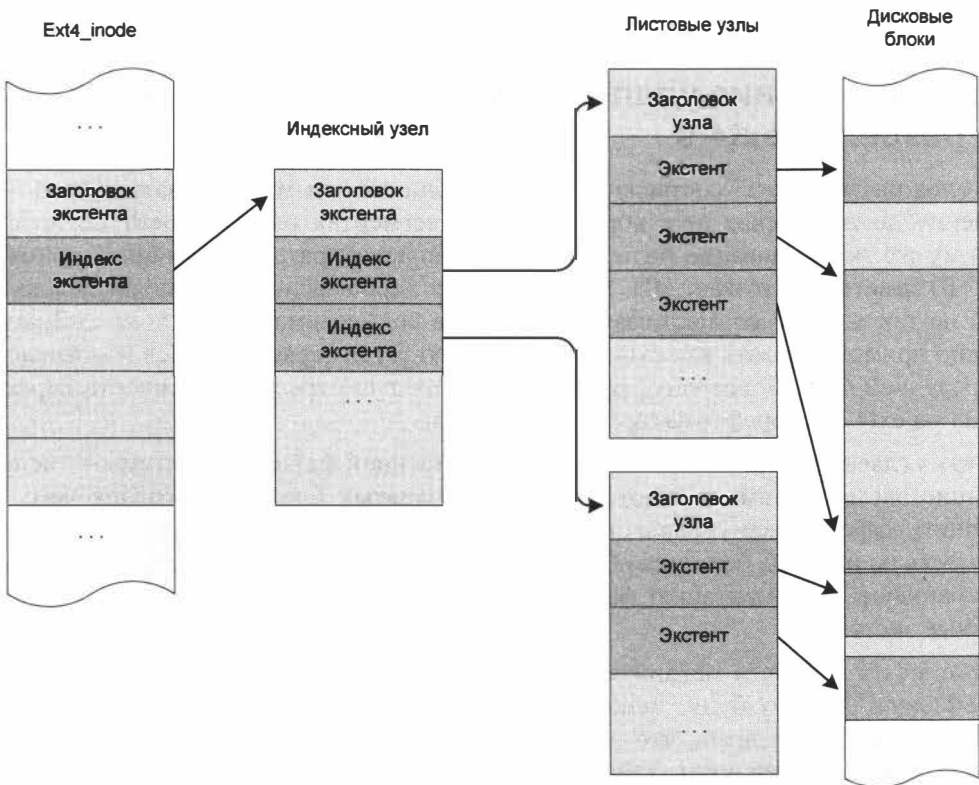 Ext4_inode
Листовые узлы
Дисковые
блоки
Индексный узел
...
Заголовок
экстента
Индекс
экстента
...
Заголовок
экстента
Индекс
экстента
Индекс
экстента
...
Заголовок
узла
Экстент
Экстент
Экстент
...
Заголовок
узла
Экстент
Экстент
...